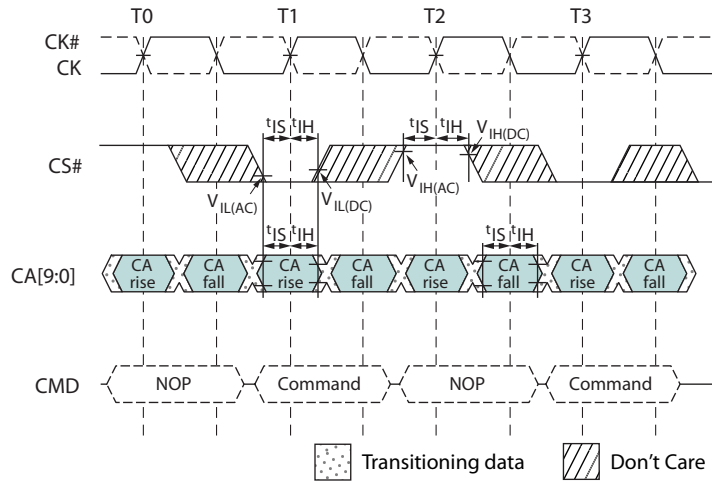 T0 T1 T2 T3
CK#
CK
tIS tIH tIS tIH VIH(DC)
CS#
VIL(AC) VIL(DC) VIH(AC)
tIS tIH tIS tIH
CA[9:0] CA rise CA fall CA rise CA fall CA rise CA fall CA rise CA fall
CMD NOP Command NOP Command
Transitioning data Don't Care